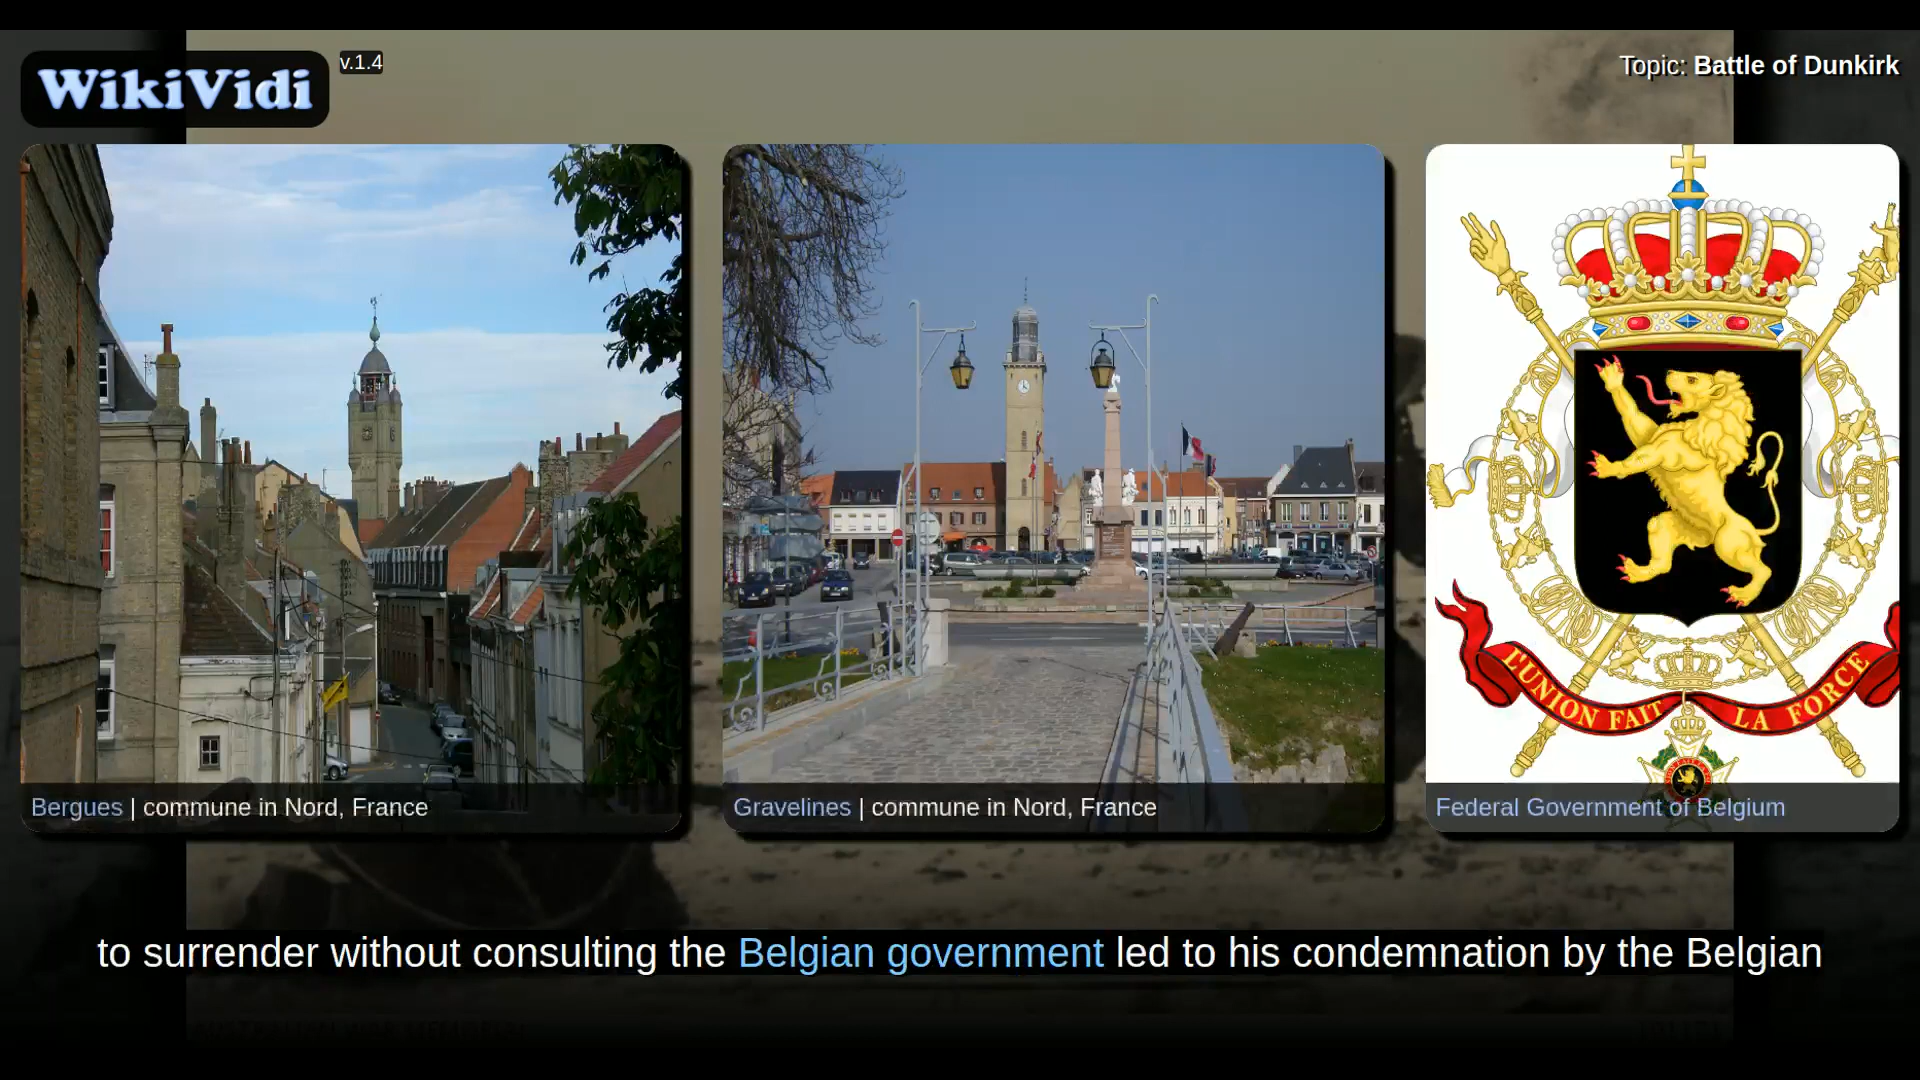 WikiVidi
v.1.4
Topic: Battle of Dunkirk
L'UNION FAIT LA FORCE
Bergues | commune in Nord, France
Gravelines | commune in Nord, France
Federal Government of Belgium
to surrender without consulting the Belgian government led to his condemnation by the Belgian